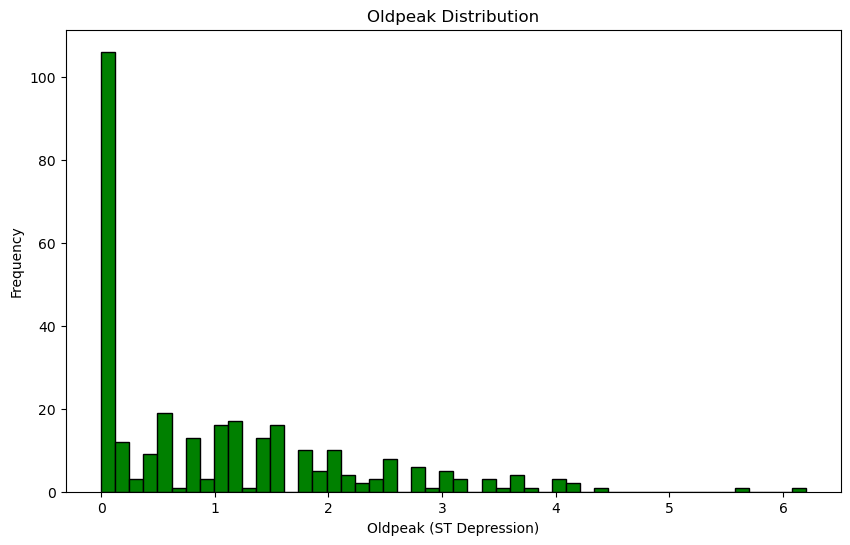 Oldpeak Distribution
100
80
60
40
20
0
Frequency
0 1 2 3 4 5 6
Oldpeak (ST Depression)